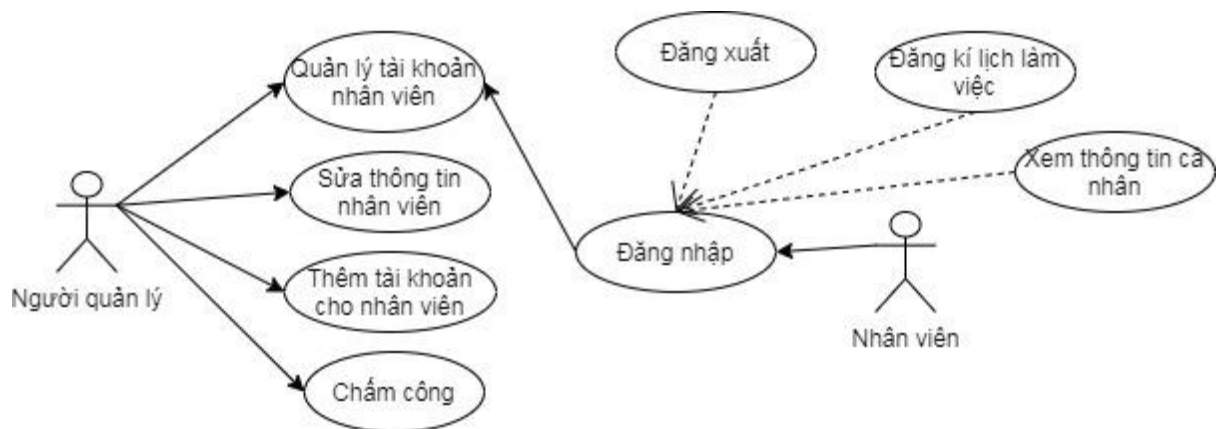 Quản lý tài khoản
nhân viên
Sửa thông tin
nhân viên
Thêm tài khoản
cho nhân viên
Chấm công
Người quản lý
Đăng xuất
Đăng kí lịch làm
việc
Xem thông tin cá
nhân
Đăng nhập
Nhân viên